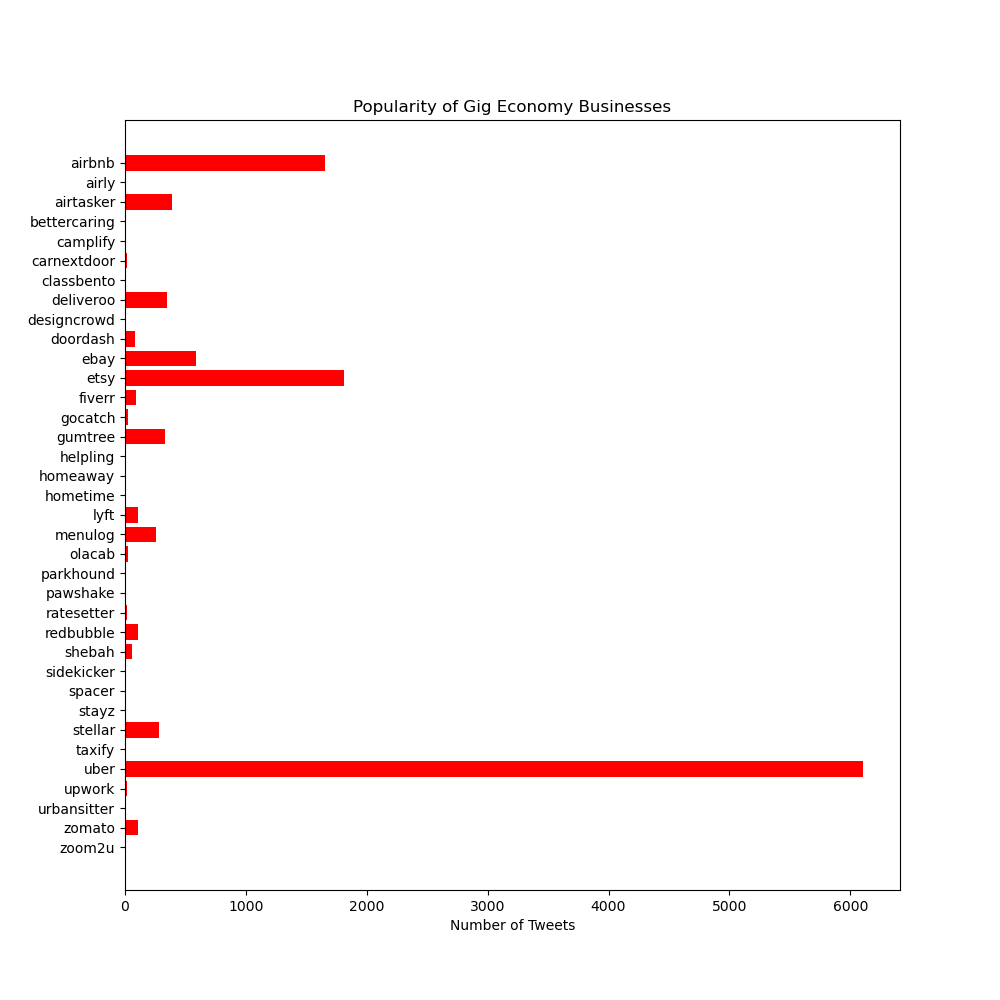 Popularity of Gig Economy Businesses
airbnb
airly
airtasker
bettercaring
camplify
carnextdoor
classbento
deliveroo
designcrowd
doordash
ebay
etsy
fiverr
gocatch
gumtree
helpling
homeaway
hometime
lyft
menulog
olacab
parkhound
pawshake
ratesetter
redbubble
shebah
sidekicker
spacer
stayz
stellar
taxify
uber
upwork
urbansitter
zomato
zoom2u
0 1000 2000 3000 4000 5000 6000
Number of Tweets